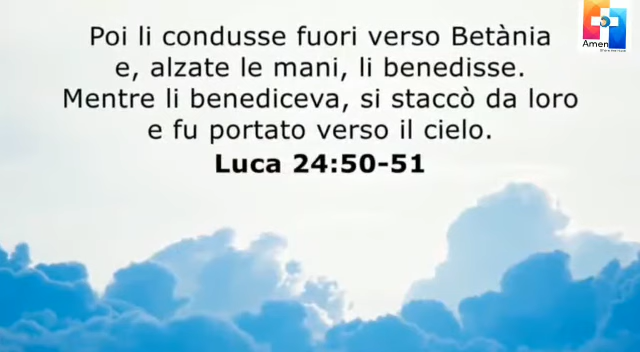 Poi li condusse fuori verso Betània
e, alzate le mani, li benedisse.
Mentre li benediceva, si staccò da loro
e fu portato verso il cielo.
Luca 24:50-51
Amen